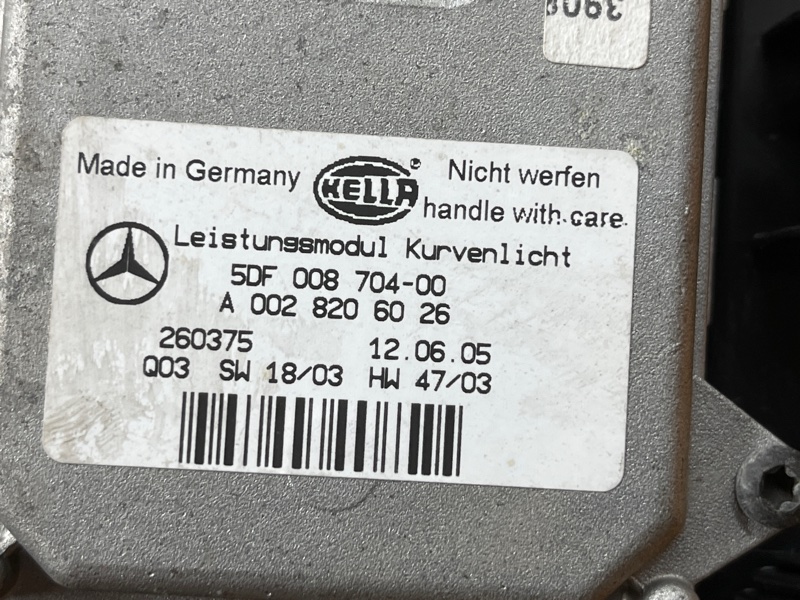 Made in Germany
HELLA
®
Nicht werfen
handle with care
Leistungsmodul Kurvenlicht
5DF 008 704-00
A 002 820 60 26
260375 12.06.05
Q03 SW 18/03 HW 47/03